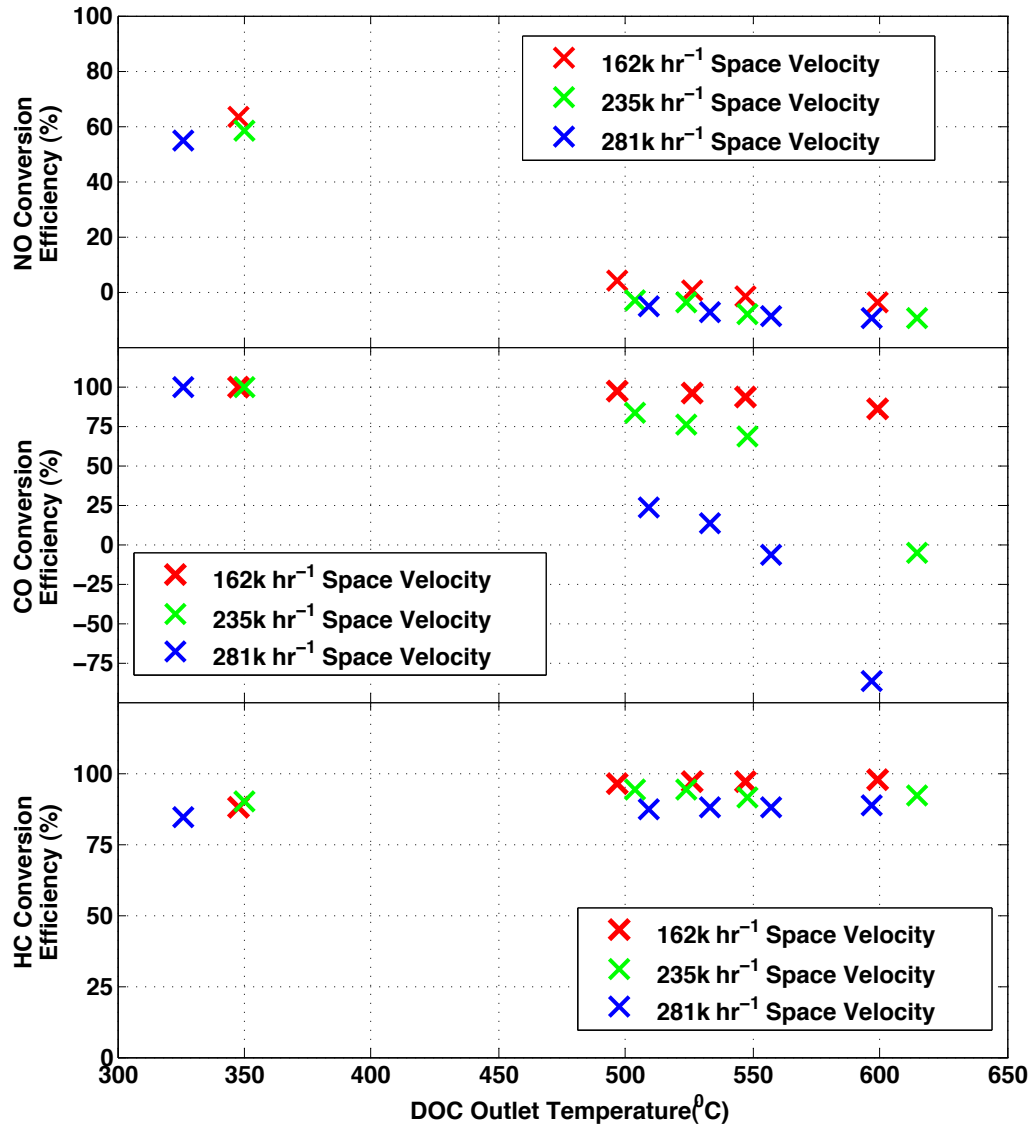 100
80
60
40
20
0
NO Conversion
Efficiency (%)
162k hr⁻¹ Space Velocity
235k hr⁻¹ Space Velocity
281k hr⁻¹ Space Velocity
100
75
50
25
0
−25
−50
−75
CO Conversion
Efficiency (%)
162k hr⁻¹ Space Velocity
235k hr⁻¹ Space Velocity
281k hr⁻¹ Space Velocity
100
75
50
25
0
HC Conversion
Efficiency (%)
162k hr⁻¹ Space Velocity
235k hr⁻¹ Space Velocity
281k hr⁻¹ Space Velocity
300 350 400 450 500 550 600 650
DOC Outlet Temperature(⁰C)